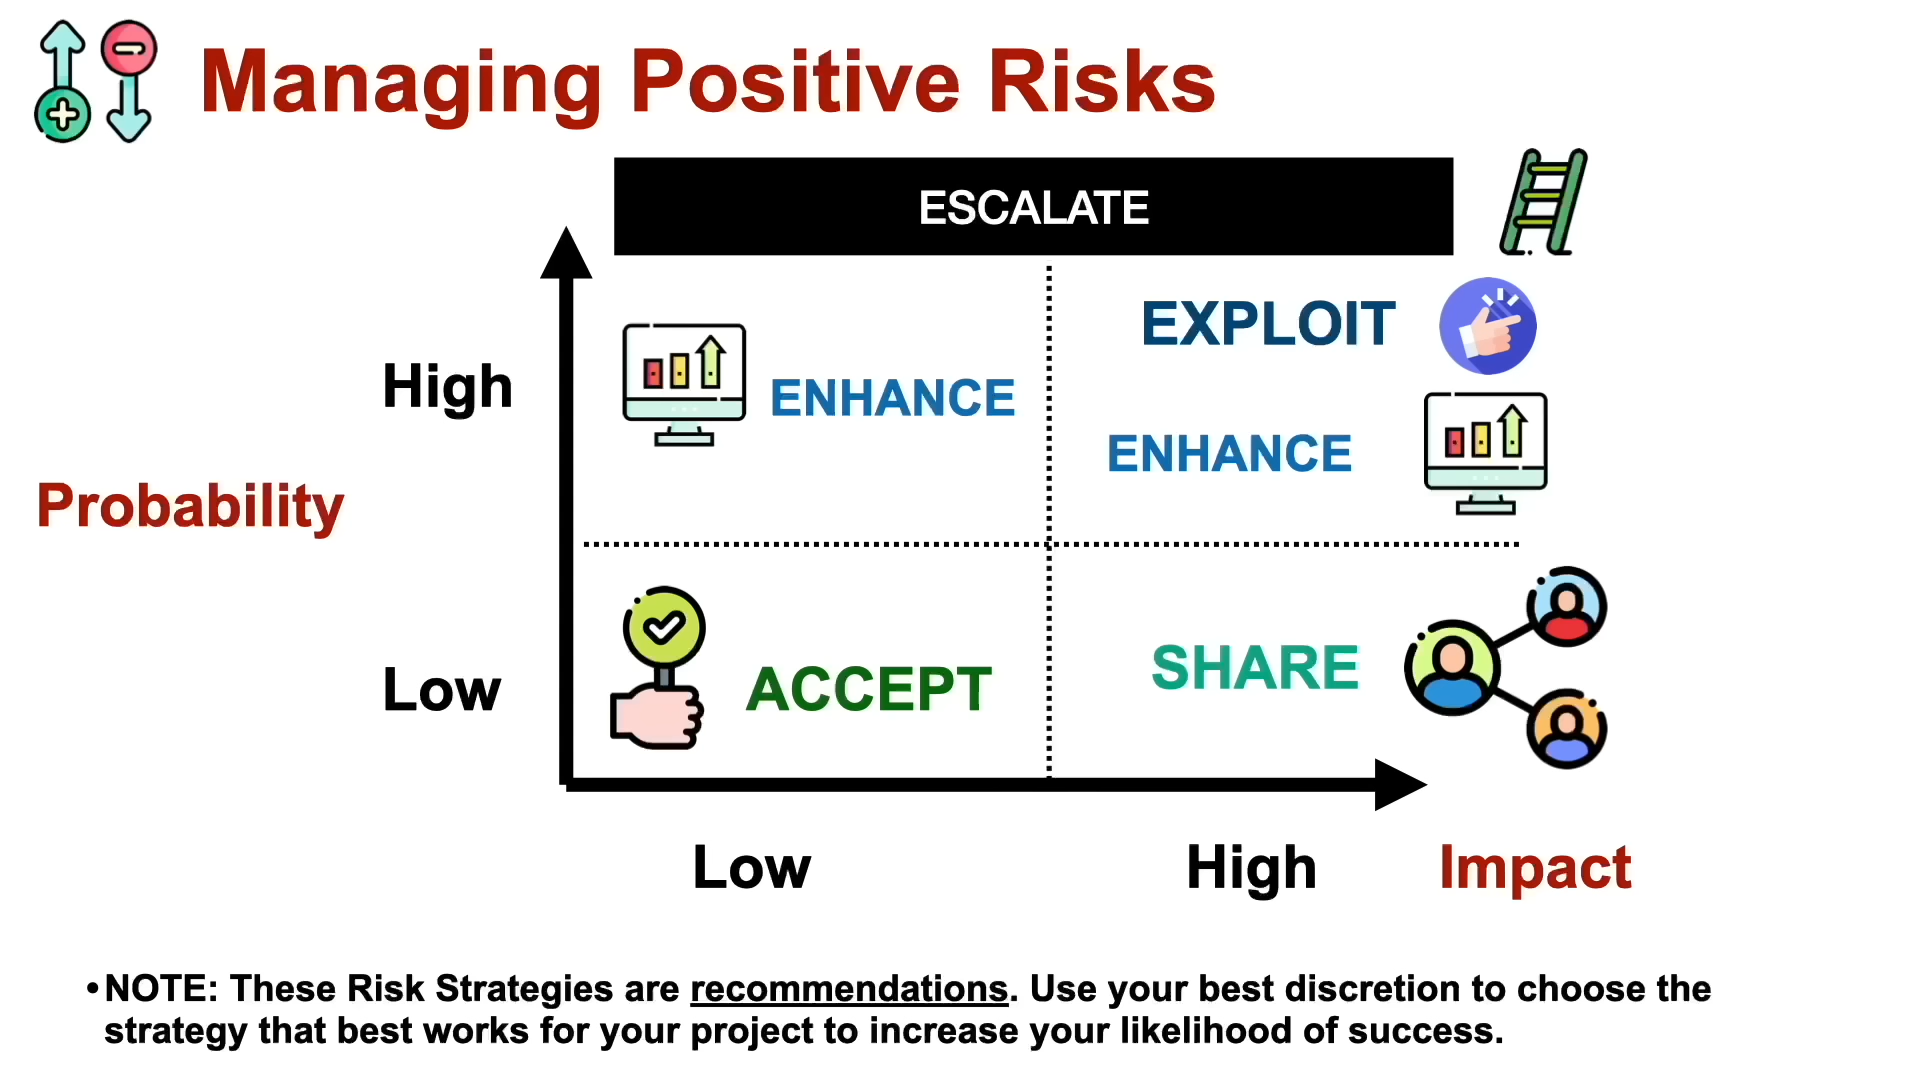 Managing Positive Risks
ESCALATE
EXPLOIT
High
ENHANCE
ENHANCE
Probability
Low
ACCEPT
SHARE
Low
High
Impact
•NOTE: These Risk Strategies are recommendations. Use your best discretion to choose the
strategy that best works for your project to increase your likelihood of success.